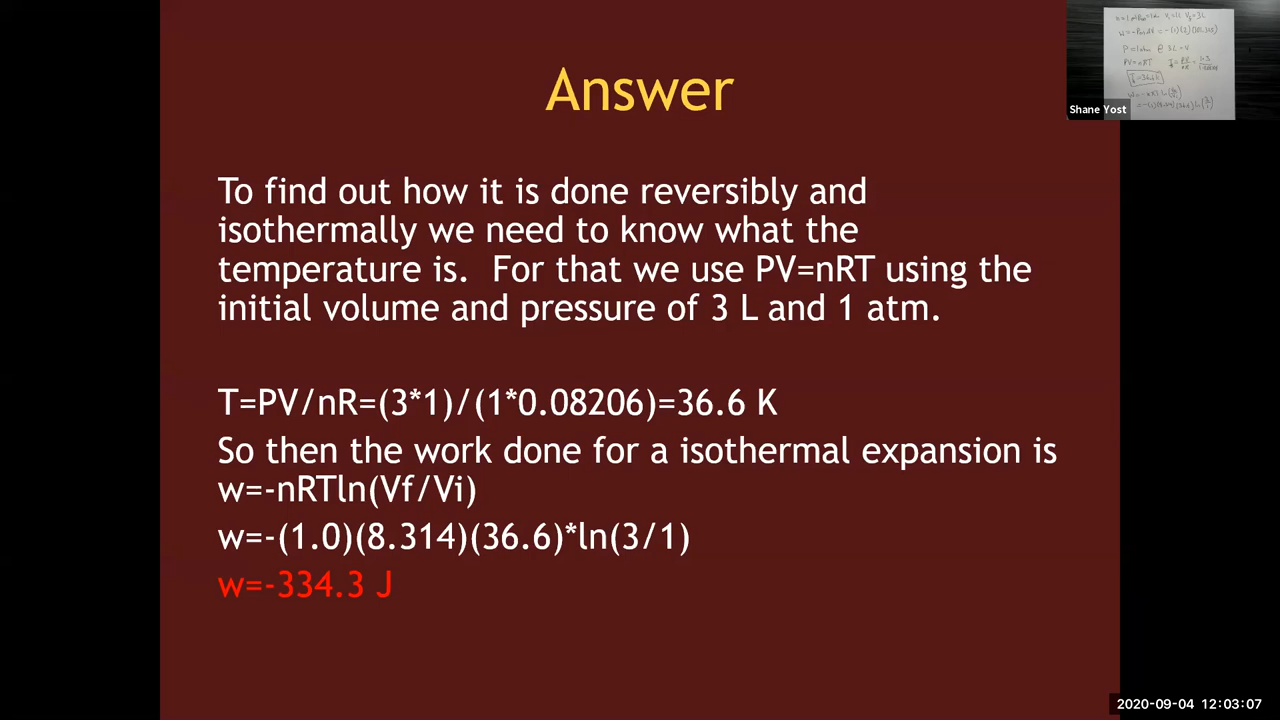 Answer
To find out how it is done reversibly and
isothermally we need to know what the
temperature is.  For that we use PV=nRT using the
initial volume and pressure of 3 L and 1 atm.
T=PV/nR=(3*1)/(1*0.08206)=36.6 K
So then the work done for a isothermal expansion is
w=-nRTln(Vf/Vi)
w=-(1.0)(8.314)(36.6)*ln(3/1)
w=-334.3 J
P=1atm @ 3L = V
PV=nRT
Shane Yost
2020-09-04 12:03:07